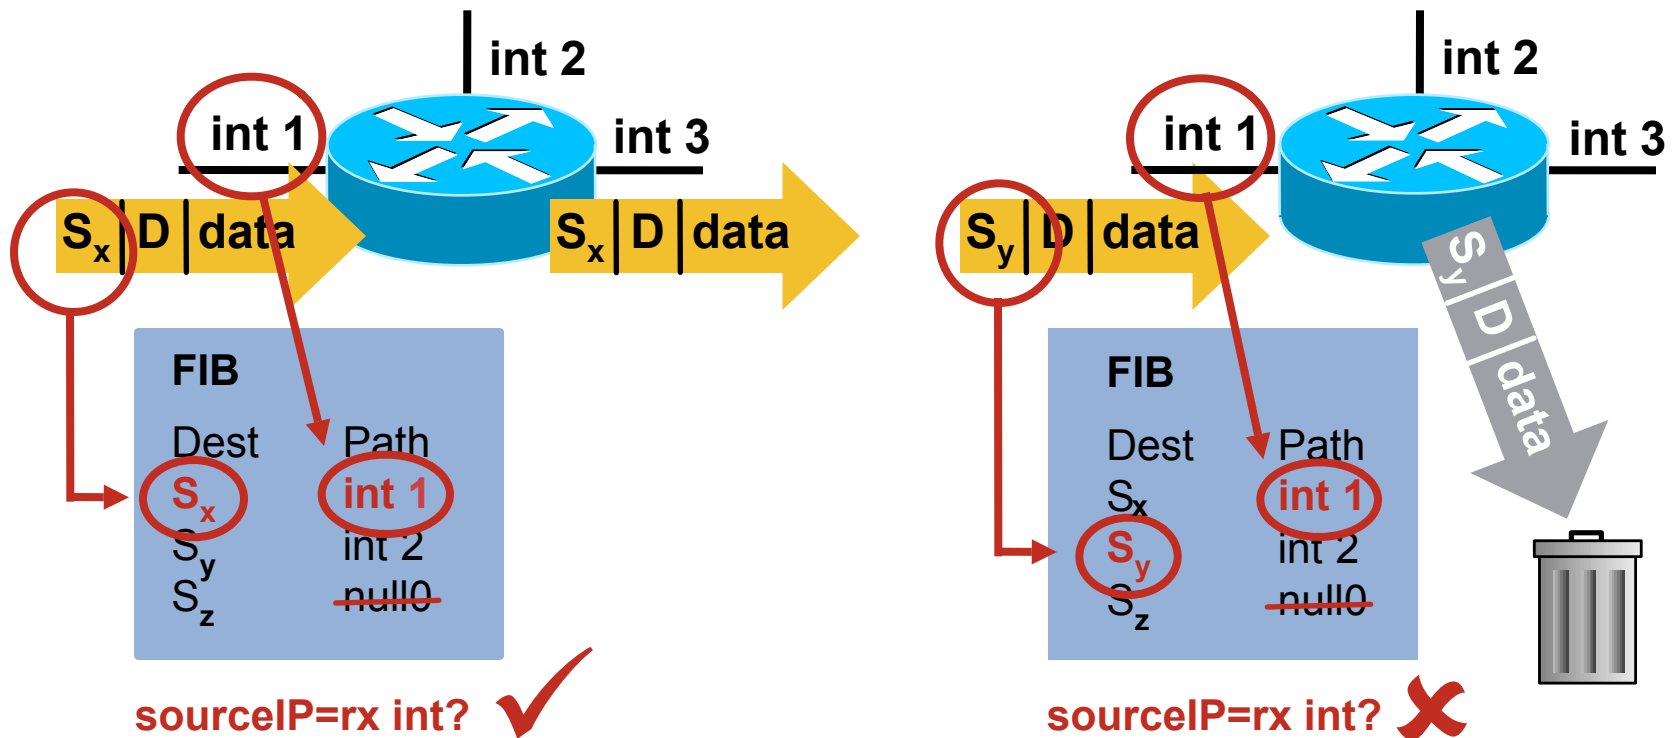 int 2
int 1
int 3
Sx D data
Sx D data
FIB
Dest Path
Sx int 1
Sy int 2
Sz null0
sourceIP=rx int?
int 2
int 1
int 3
Sy D data
Sy D data
FIB
Dest Path
Sx int 1
Sy int 2
Sz null0
sourceIP=rx int?